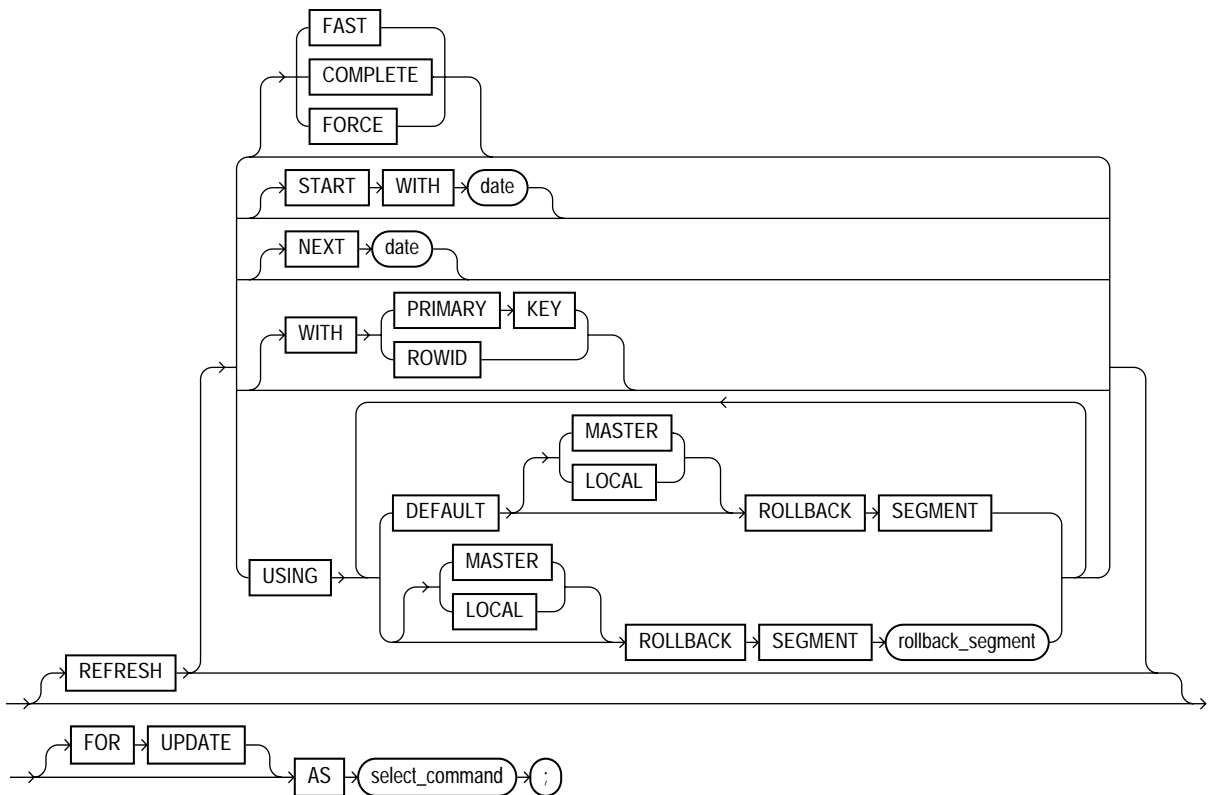 FAST
COMPLETE
FORCE
START WITH date
NEXT date
WITH PRIMARY KEY
ROWID
MASTER
LOCAL
DEFAULT ROLLBACK SEGMENT
USING
MASTER
LOCAL
ROLLBACK SEGMENT rollback_segment
REFRESH
FOR UPDATE
AS select_command ;